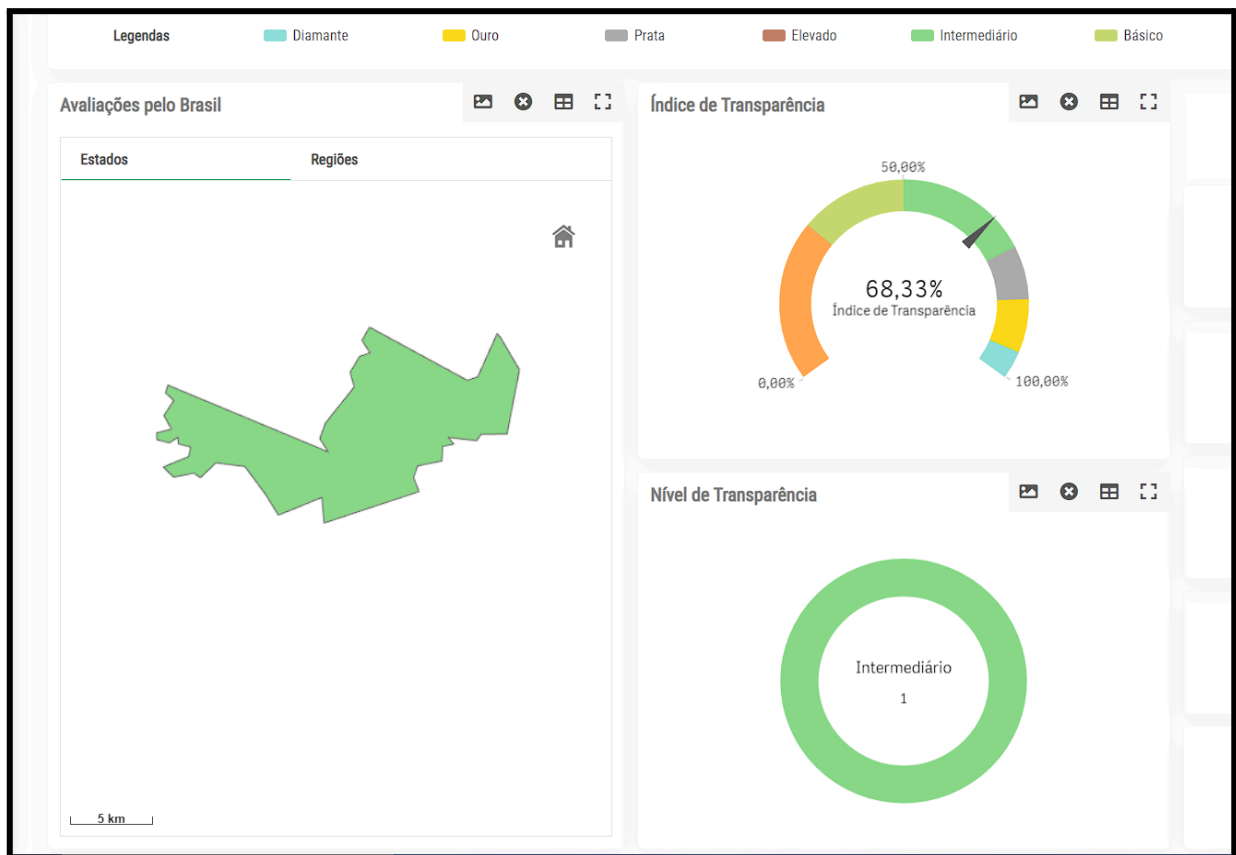 Legendas Diamante Ouro Prata Elevado Intermediário Básico
Avaliações pelo Brasil
Estados Regiões
5 km
Índice de Transparência
50,00%
68,33%
Índice de Transparência
0,00%
100,00%
Nível de Transparência
Intermediário
1